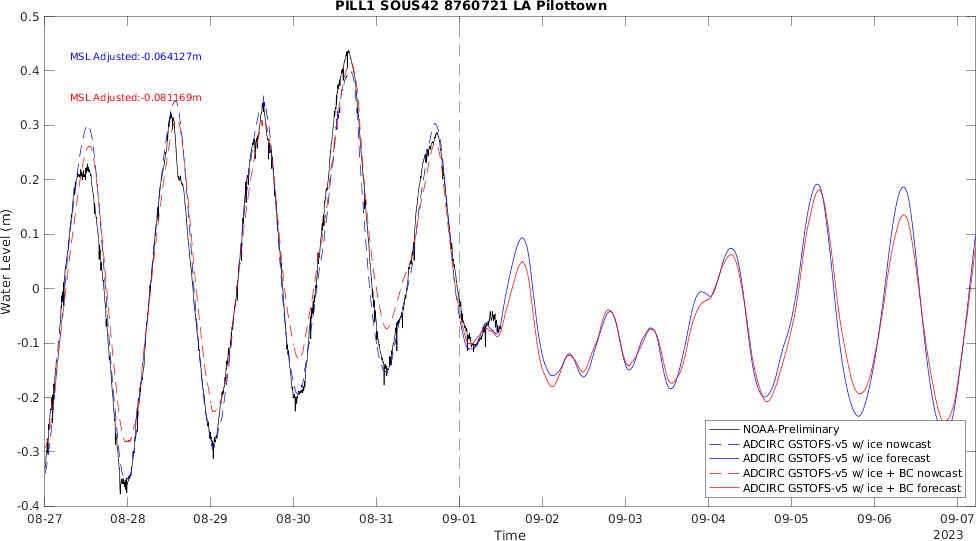 PILL1 SOUS42 8760721 LA Pilottown
MSL Adjusted:-0.064127m
MSL Adjusted:-0.081169m
Water Level (m)
0.5
0.4
0.3
0.2
0.1
0
-0.1
-0.2
-0.3
-0.4
NOAA-Preliminary
ADCIRC GSTOFS-v5 w/ ice nowcast
ADCIRC GSTOFS-v5 w/ ice forecast
ADCIRC GSTOFS-v5 w/ ice + BC nowcast
ADCIRC GSTOFS-v5 w/ ice + BC forecast
08-27 08-28 08-29 08-30 08-31 09-01 09-02 09-03 09-04 09-05 09-06 09-07
Time
2023